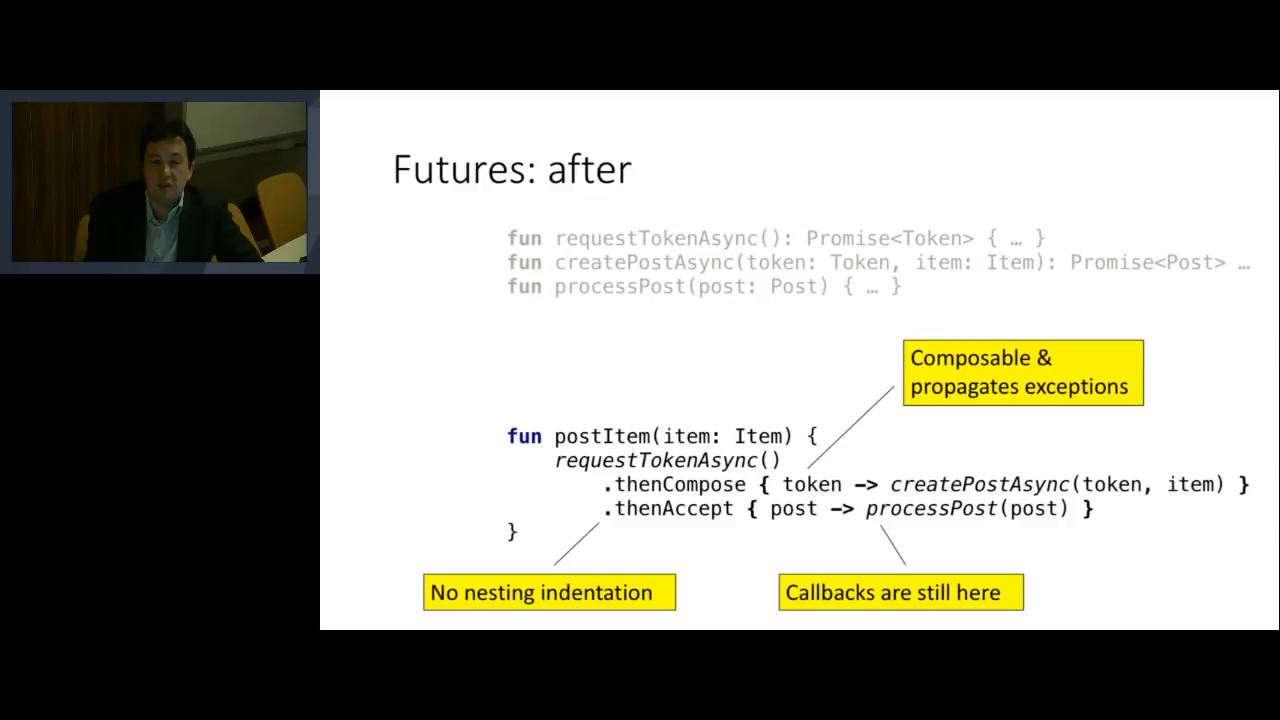 Futures: after
fun requestTokenAsync(): Promise<Token> { … }
fun createPostAsync(token: Token, item: Item): Promise<Post> …
fun processPost(post: Post) { … }
Composable &
propagates exceptions
fun postItem(item: Item) {
    requestTokenAsync()
        .thenCompose { token -> createPostAsync(token, item) }
        .thenAccept { post -> processPost(post) }
}
No nesting indentation
Callbacks are still here